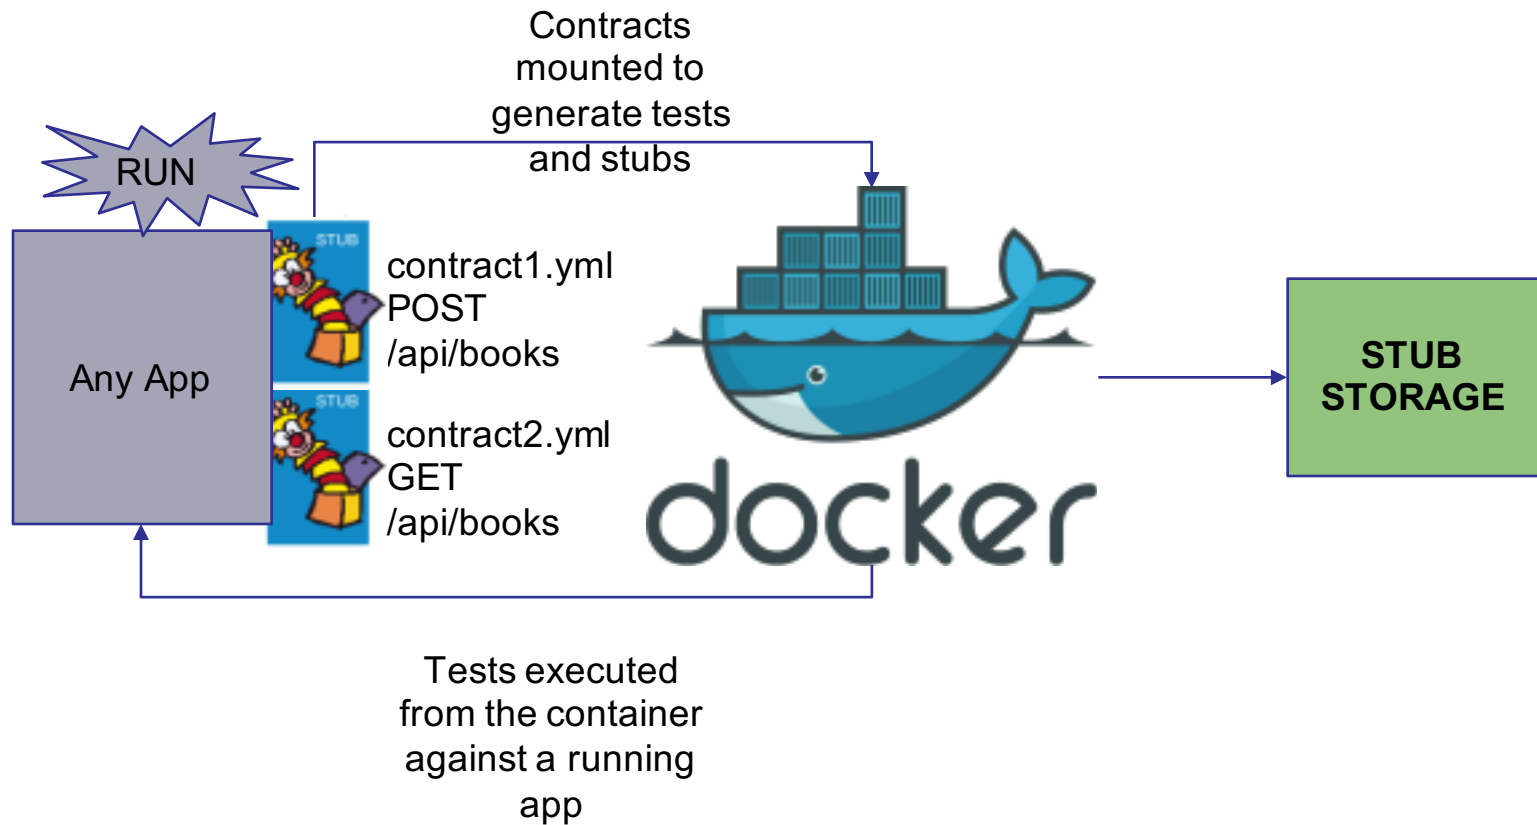 Contracts
mounted to
generate tests
and stubs
RUN
Any App
STUB
contract1.yml
POST
/api/books
STUB
contract2.yml
GET
/api/books
docker
STUB
STORAGE
Tests executed
from the container
against a running
app